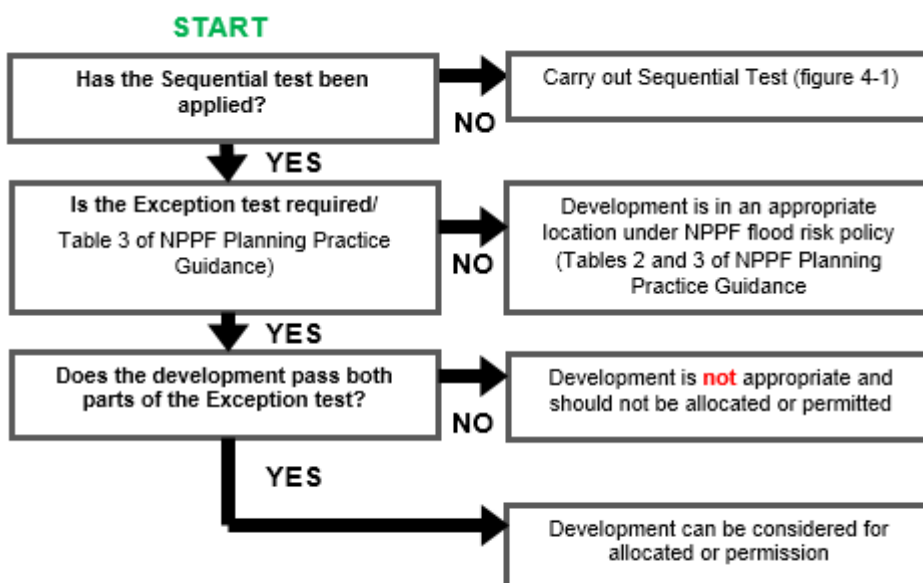 START
Has the Sequential test been
applied?
NO
Carry out Sequential Test (figure 4-1)
YES
Is the Exception test required/
Table 3 of NPPF Planning Practice
Guidance)
NO
Development is in an appropriate
location under NPPF flood risk policy
(Tables 2 and 3 of NPPF Planning
Practice Guidance
YES
Does the development pass both
parts of the Exception test?
NO
Development is not appropriate and
should not be allocated or permitted
YES
Development can be considered for
allocated or permission